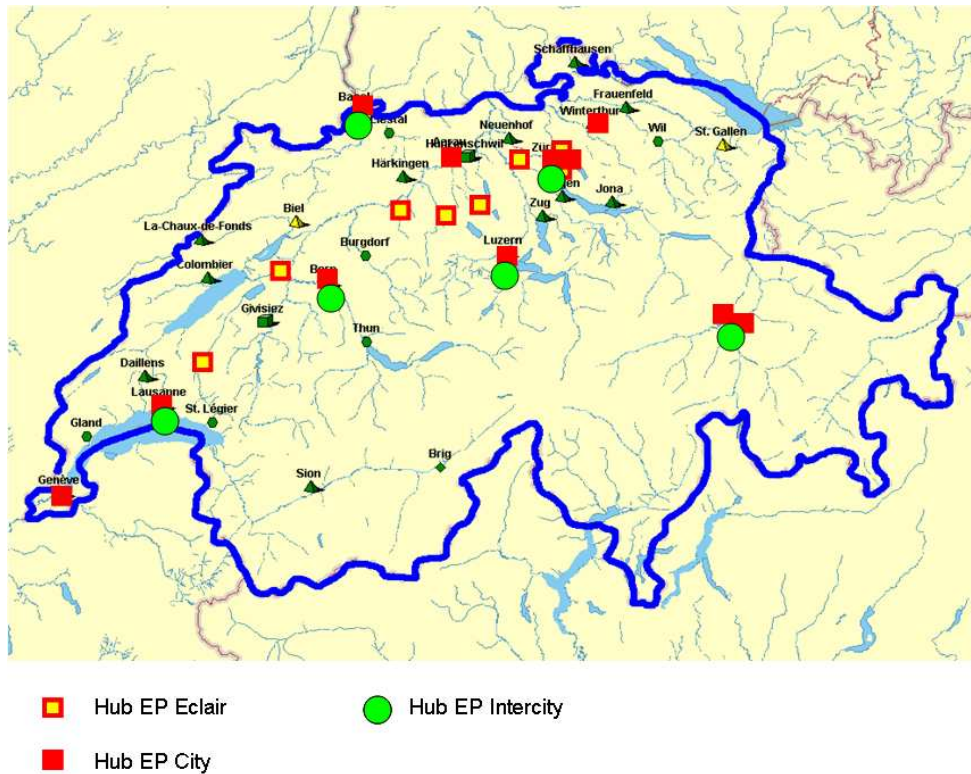 Schaffhausen
Frauenfeld
Basel
Winterthur
Liestal
Neuenhof
Wil
St. Gallen
Aarau
Härkingen
Jona
Zug
Biel
La-Chaux-de-Fonds
Burgdorf
Luzern
Colombier
Bern
Givisiez
Thun
Daillens
Lausanne
St. Légier
Gland
Brig
Sion
Genève
Hub EP Eclair
Hub EP Intercity
Hub EP City